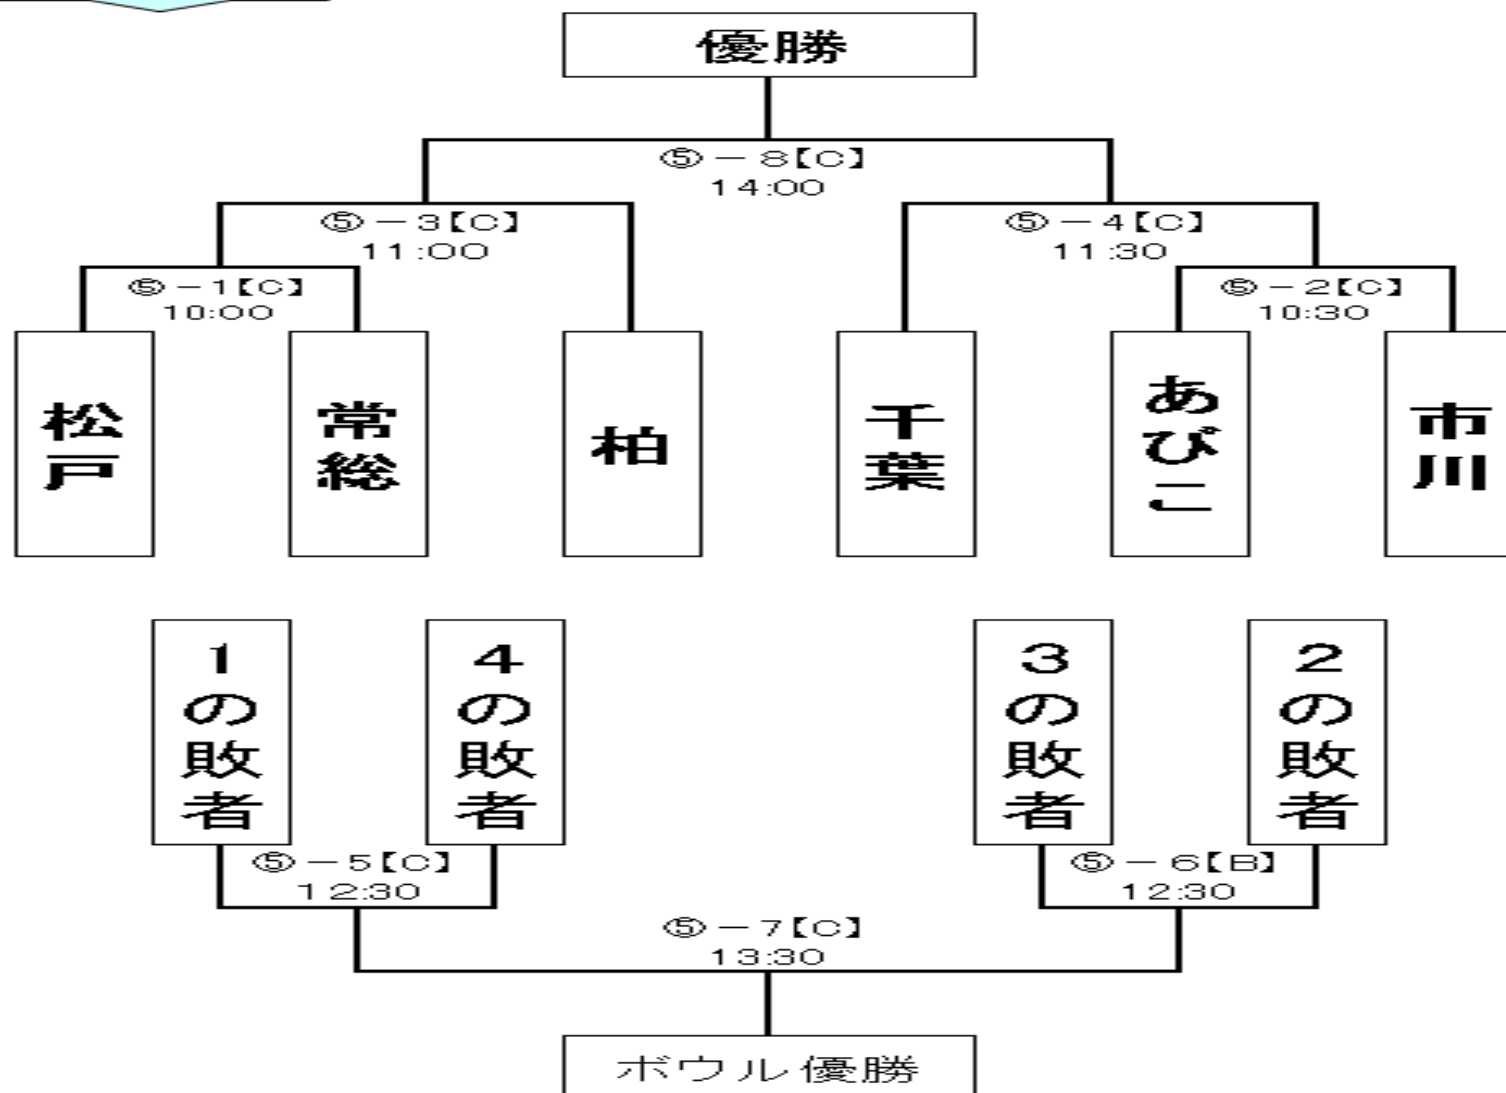 優勝
⑤－8【C】
14:00
⑤－3【C】
11:00
⑤－4【C】
11:30
⑤－1【C】
10:00
⑤－2【C】
10:30
松戸
常総
柏
千葉
あびこ
市川
1の敗者
4の敗者
3の敗者
2の敗者
⑤－5【C】
12:30
⑤－6【B】
12:30
⑤－7【C】
13:30
ボウル優勝